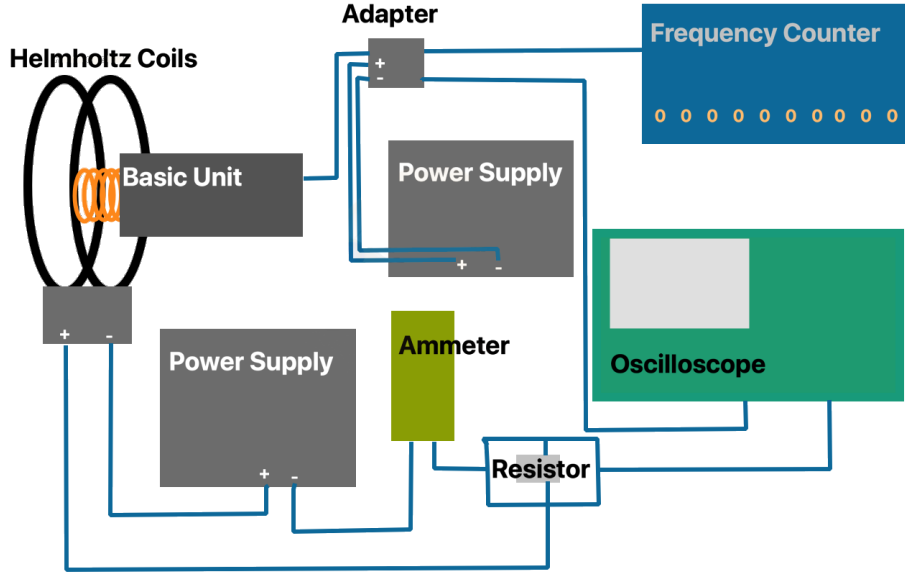 Adapter
Frequency Counter
Helmholtz Coils
+
-
0 0 0 0 0 0 0 0 0 0
Basic Unit
Power Supply
+ -
+ -
Power Supply
Ammeter
Oscilloscope
+ -
Resistor